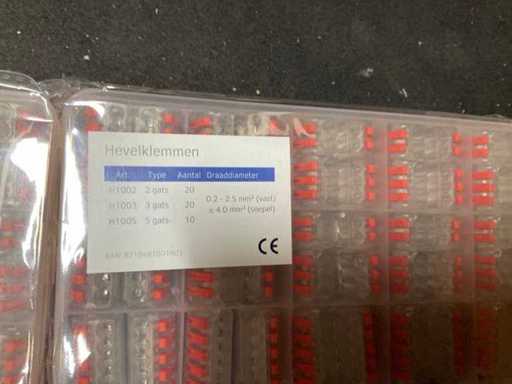 Hevelklemmen
Art. Type Aantal Draaddiameter
H1002 2 gats 20
0.2 - 2.5 mm² (vast)
H1003 3 gats 20
≤ 4.0 mm² (soepel)
H1005 5 gats 10
CE
EAN